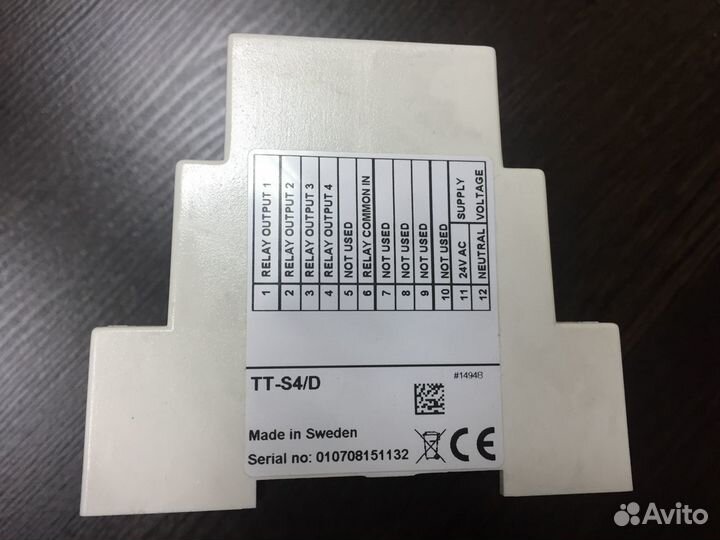 1 RELAY OUTPUT 1
2 RELAY OUTPUT 2
3 RELAY OUTPUT 3
4 RELAY OUTPUT 4
5 NOT USED
6 RELAY COMMON IN
7 NOT USED
8 NOT USED
9 NOT USED
10 NOT USED
11 24V AC SUPPLY
12 NEUTRAL VOLTAGE
TT-S4/D
#1494B
Made in Sweden
Serial no: 010708151132
CE
Avito